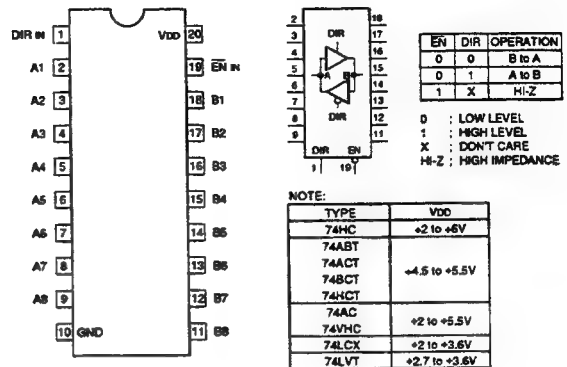 DIR IN 1 VDD 20
A1 2 19 EN IN
A2 3 18 B1
A3 4 17 B2
A4 5 16 B3
A5 6 15 B4
A6 7 14 B5
A7 8 13 B6
A8 9 12 B7
10 GND 11 B8
2 18
3 DIR 17
4 16
5 A B 15
6 14
7 13
8 DIR 12
9 11
DIR EN
1 19
EN DIR OPERATION
0 0 B to A
0 1 A to B
1 X HI-Z
0 ; LOW LEVEL
1 ; HIGH LEVEL
X ; DON'T CARE
HI-Z ; HIGH IMPEDANCE
NOTE:
TYPE VDD
74HC +2 to +6V
74ABT
74ACT
74BCT
74HCT
+4.5 to +5.5V
74AC
74VHC
+2 to +5.5V
74LCX +2 to +3.6V
74LVT +2.7 to +3.6V